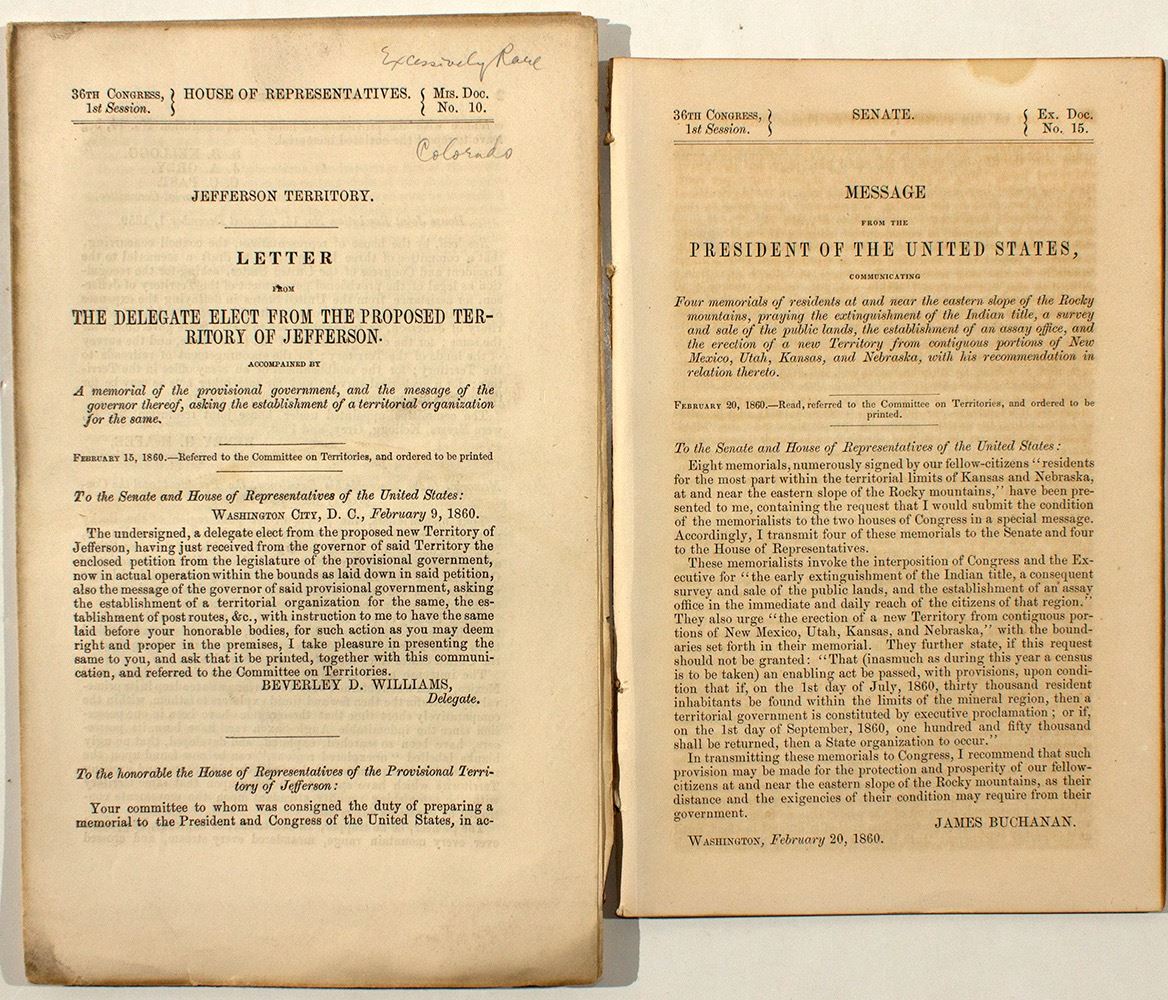 Excessively Rare
36TH CONGRESS, } HOUSE OF REPRESENTATIVES. { MIS. DOC.
1st Session. } { No. 10.
Colorado
JEFFERSON TERRITORY.
LETTER
FROM
THE DELEGATE ELECT FROM THE PROPOSED TER-
RITORY OF JEFFERSON.
ACCOMPAINED BY
A memorial of the provisional government, and the message of the
governor thereof, asking the establishment of a territorial organization
for the same.
FEBRUARY 15, 1860.—Referred to the Committee on Territories, and ordered to be printed
To the Senate and House of Representatives of the United States:
WASHINGTON CITY, D. C., February 9, 1860.
The undersigned, a delegate elect from the proposed new Territory of
Jefferson, having just received from the governor of said Territory the
enclosed petition from the legislature of the provisional government,
now in actual operation within the bounds as laid down in said petition,
also the message of the governor of said provisional government, asking
the establishment of a territorial organization for the same, the es-
tablishment of post routes, &c., with instruction to me to have the same
laid before your honorable bodies, for such action as you may deem
right and proper in the premises, I take pleasure in presenting the
same to you, and ask that it be printed, together with this communi-
cation, and referred to the Committee on Territories.
BEVERLEY D. WILLIAMS,
Delegate.
To the honorable the House of Representatives of the Provisional Terri-
tory of Jefferson:
Your committee to whom was consigned the duty of preparing a
memorial to the President and Congress of the United States, in ac-
36TH CONGRESS, } SENATE. { EX. DOC.
1st Session. } { No. 15.
MESSAGE
FROM THE
PRESIDENT OF THE UNITED STATES,
COMMUNICATING
Four memorials of residents at and near the eastern slope of the Rocky
mountains, praying the extinguishment of the Indian title, a survey
and sale of the public lands, the establishment of an assay office, and
the erection of a new Territory from contiguous portions of New
Mexico, Utah, Kansas, and Nebraska, with his recommendation in
relation thereto.
FEBRUARY 20, 1860.—Read, referred to the Committee on Territories, and ordered to be
printed.
To the Senate and House of Representatives of the United States:
Eight memorials, numerously signed by our fellow-citizens "residents
for the most part within the territorial limits of Kansas and Nebraska,
at and near the eastern slope of the Rocky mountains," have been pre-
sented to me, containing the request that I would submit the condition
of the memorialists to the two houses of Congress in a special message.
Accordingly, I transmit four of these memorials to the Senate and four
to the House of Representatives.
These memorialists invoke the interposition of Congress and the Ex-
ecutive for "the early extinguishment of the Indian title, a consequent
survey and sale of the public lands, and the establishment of an assay
office in the immediate and daily reach of the citizens of that region."
They also urge "the erection of a new Territory from contiguous por-
tions of New Mexico, Utah, Kansas, and Nebraska," with the bound-
aries set forth in their memorial. They further state, if this request
should not be granted: "That (inasmuch as during this year a census
is to be taken) an enabling act be passed, with provisions, upon condi-
tion that if, on the 1st day of July, 1860, thirty thousand resident
inhabitants be found within the limits of the mineral region, then a
territorial government is constituted by executive proclamation; or if,
on the 1st day of September, 1860, one hundred and fifty thousand
shall be returned, then a State organization to occur."
In transmitting these memorials to Congress, I recommend that such
provision may be made for the protection and prosperity of our fellow-
citizens at and near the eastern slope of the Rocky mountains, as their
distance and the exigencies of their condition may require from their
government.
JAMES BUCHANAN.
WASHINGTON, February 20, 1860.